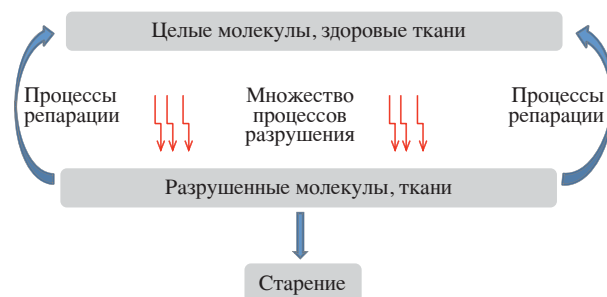 Целые молекулы, здоровые ткани
Процессы
репарации
Множество
процессов
разрушения
Процессы
репарации
Разрушенные молекулы, ткани
Старение